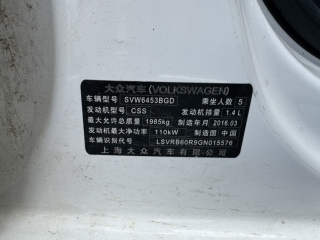 大众汽车(VOLKSWAGEN)
车辆型号 SVW6453BGD 乘坐人数 5
发动机型号 CSS 发动机排量 1.4L
最大允许总质量 1985kg 制造年月 2016.03
发动机最大净功率 110kW 制造国 中国
车辆识别代号 LSVRB60R9GN015576
上海大众汽车有限公司